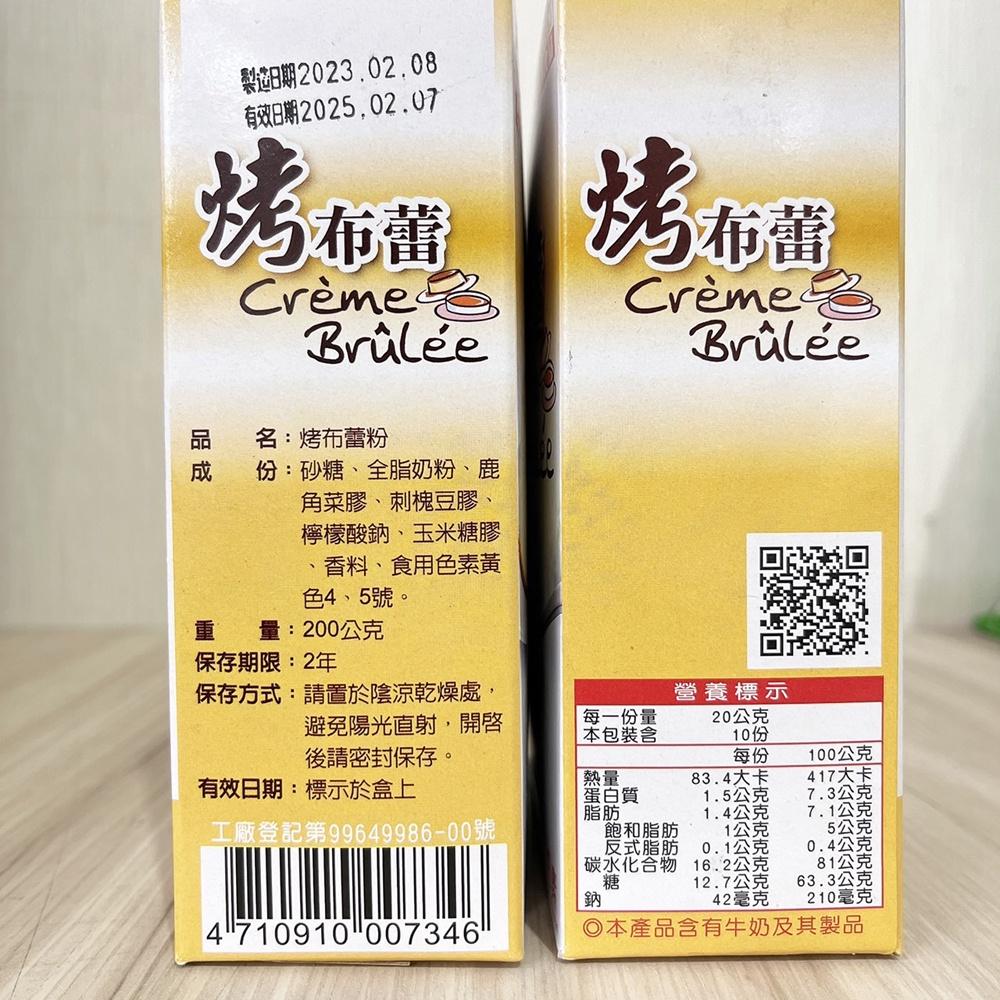 製造日期2023.02.08
有效日期2025.02.07
烤布蕾
Crème
Brûlée
品 名：烤布蕾粉
成 份：砂糖、全脂奶粉、鹿
角菜膠、刺槐豆膠、
檸檬酸鈉、玉米糖膠
、香料、食用色素黃
色4、5號。
重 量：200公克
保存期限：2年
保存方式：請置於陰涼乾燥處，
避免陽光直射，開啓
後請密封保存。
有效日期：標示於盒上
工廠登記第99649986-00號
4 710910 007346
烤布蕾
Crème
Brûlée
營養標示
每一份量 20公克
本包裝含 10份
每份 100公克
熱量 83.4大卡 417大卡
蛋白質 1.5公克 7.3公克
脂肪 1.4公克 7.1公克
飽和脂肪 1公克 5公克
反式脂肪 0.1公克 0.4公克
碳水化合物 16.2公克 81公克
糖 12.7公克 63.3公克
鈉 42毫克 210毫克
◎本產品含有牛奶及其製品